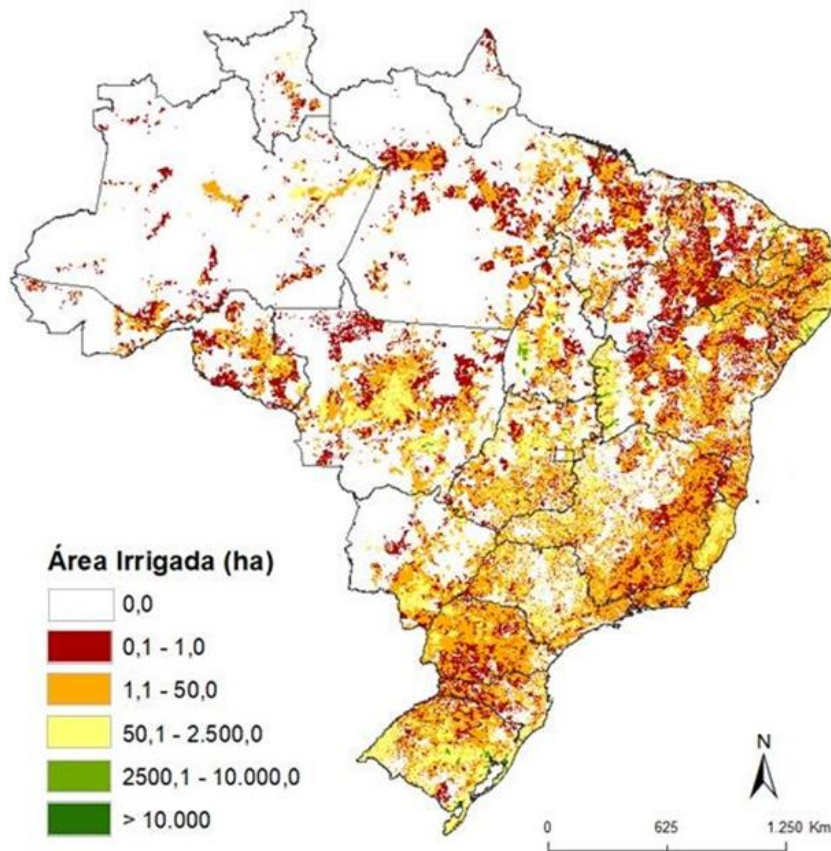 Área Irrigada (ha)
0,0
0,1 - 1,0
1,1 - 50,0
50,1 - 2.500,0
2500,1 - 10.000,0
> 10.000
N
0 625 1.250 Km